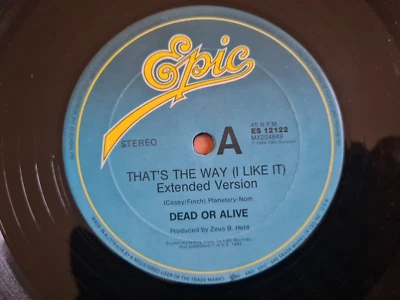 Epic
STEREO
A
45 R.P.M.
ES 12122
MX204849
THAT'S THE WAY (I LIKE IT)
Extended Version
(Casey/Finch) Planetary-Nom
DEAD OR ALIVE
Produced by Zeus B. Held